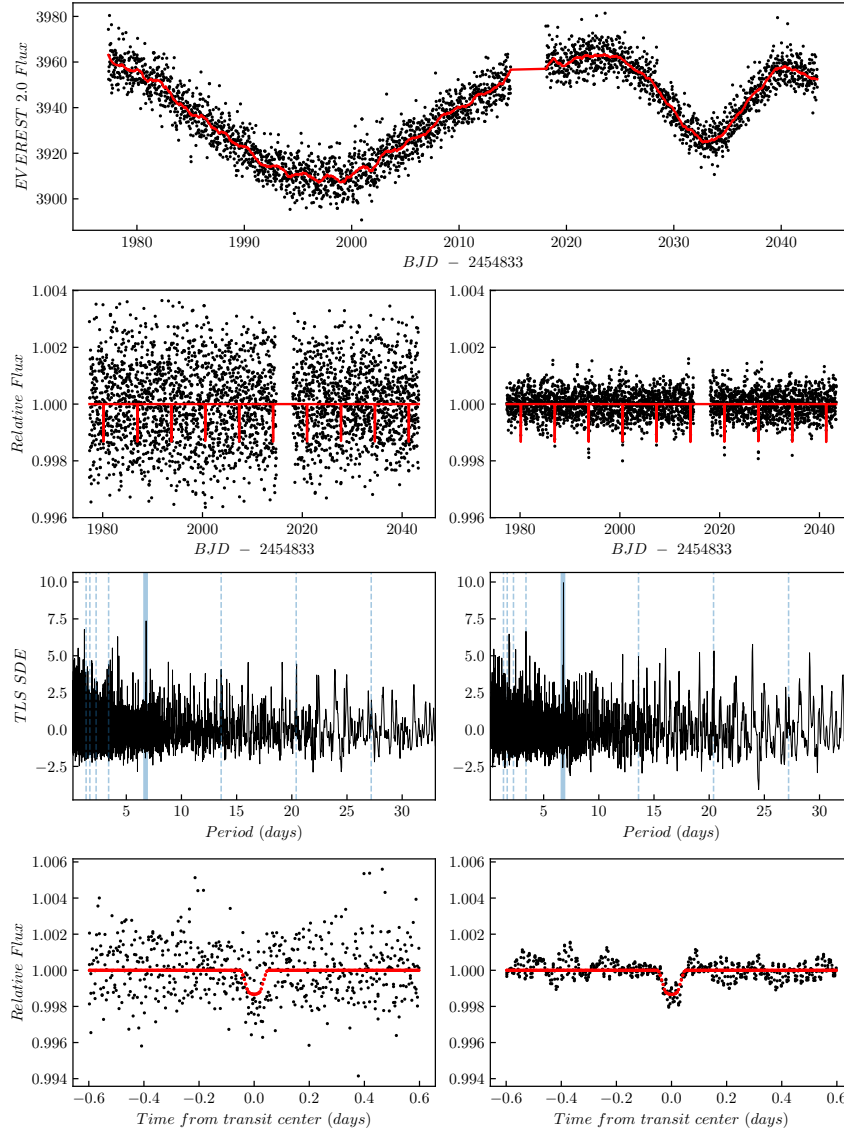 3980
3960
3940
3920
3900
EVEREST 2.0 Flux
1980 1990 2000 2010 2020 2030 2040
BJD − 2454833
1.004
1.002
1.000
0.998
0.996
Relative Flux
1980 2000 2020 2040
BJD − 2454833
1.004
1.002
1.000
0.998
0.996
1980 2000 2020 2040
BJD − 2454833
10.0
7.5
5.0
2.5
0.0
−2.5
TLS SDE
5 10 15 20 25 30
Period (days)
10.0
7.5
5.0
2.5
0.0
−2.5
5 10 15 20 25 30
Period (days)
1.006
1.004
1.002
1.000
0.998
0.996
0.994
Relative Flux
−0.6 −0.4 −0.2 0.0 0.2 0.4 0.6
Time from transit center (days)
1.006
1.004
1.002
1.000
0.998
0.996
0.994
−0.6 −0.4 −0.2 0.0 0.2 0.4 0.6
Time from transit center (days)